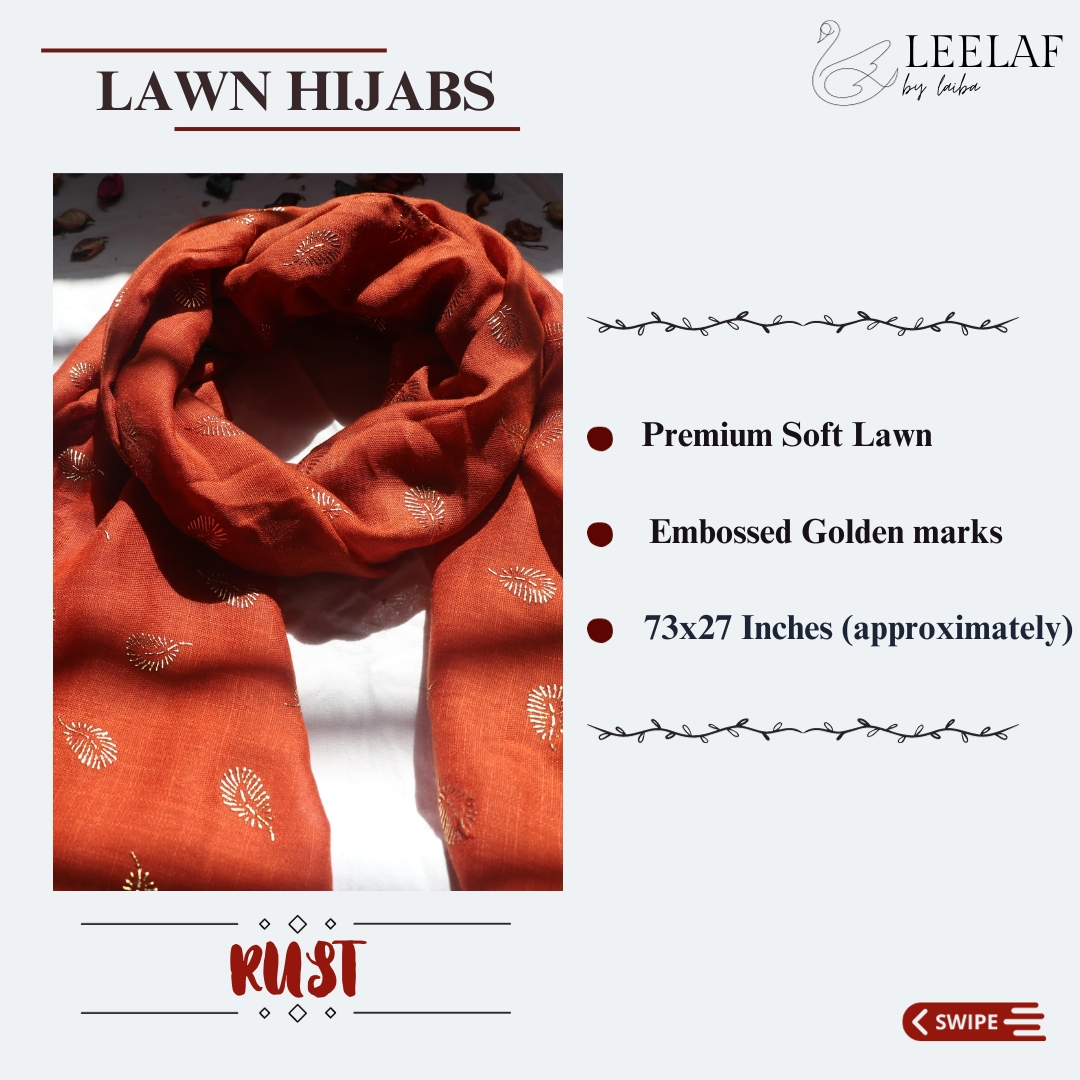 LAWN HIJABS
LEELAF
by laiba
Premium Soft Lawn
Embossed Golden marks
73x27 Inches (approximately)
RUST
SWIPE